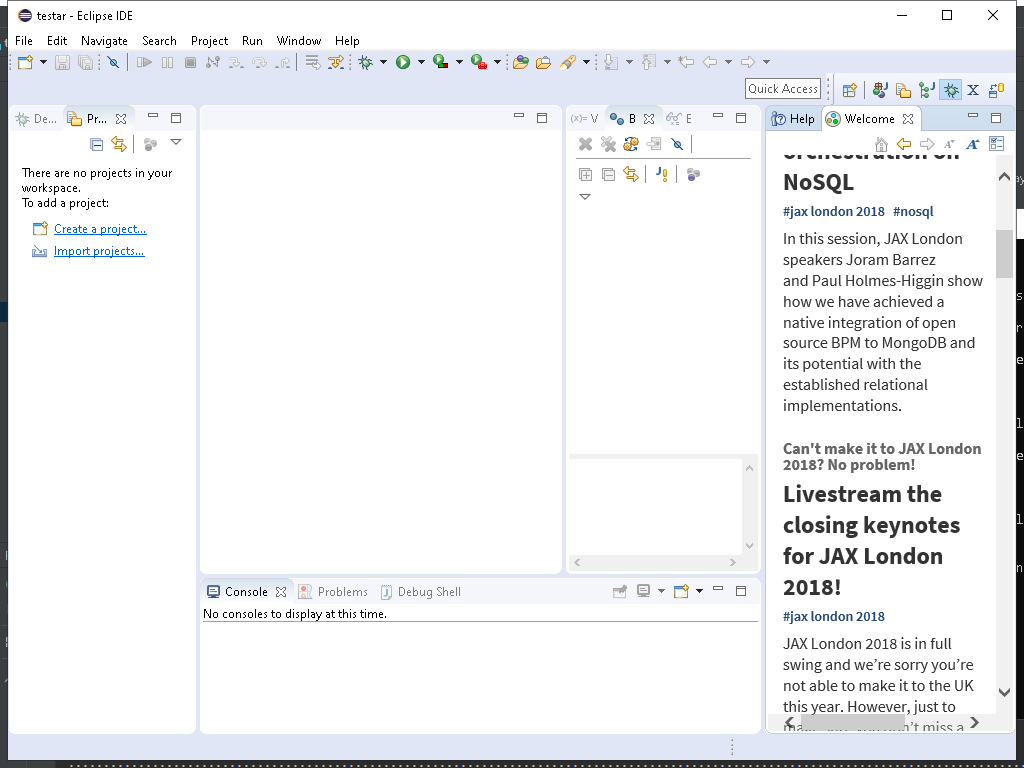 testar - Eclipse IDE
File Edit Navigate Search Project Run Window Help
Quick Access
De...
Pr...
There are no projects in your
workspace.
To add a project:
Create a project...
Import projects...
(x)= V
B
E
Console
Problems
Debug Shell
No consoles to display at this time.
Help
Welcome
orchestration on
NoSQL
#jax london 2018 #nosql
In this session, JAX London
speakers Joram Barrez
and Paul Holmes-Higgin show
how we have achieved a
native integration of open
source BPM to MongoDB and
its potential with the
established relational
implementations.
Can't make it to JAX London
2018? No problem!
Livestream the
closing keynotes
for JAX London
2018!
#jax london 2018
JAX London 2018 is in full
swing and we’re sorry you’re
not able to make it to the UK
this year. However, just to
miss a